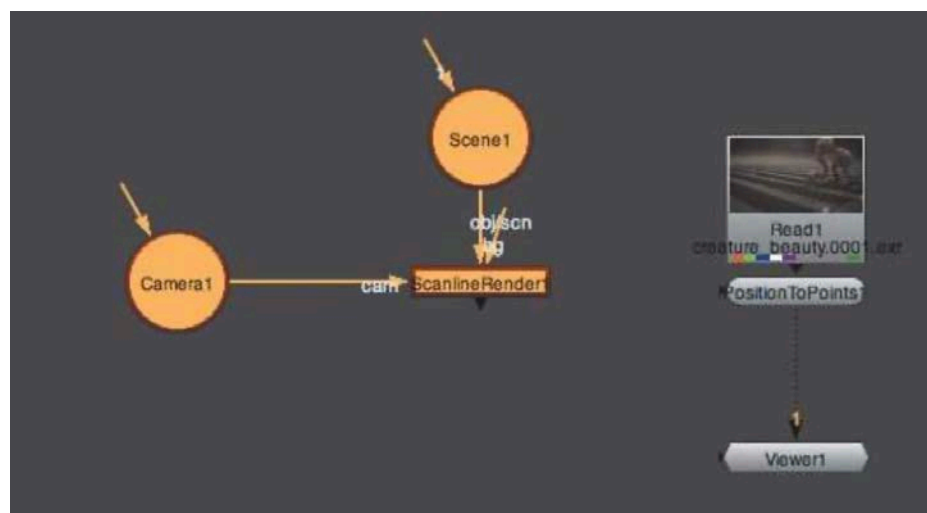 Scene1
obj/scn
bg
Camera1
cam
ScanlineRender1
Read1
creature_beauty.0001.exr
PositionToPoints1
1
Viewer1